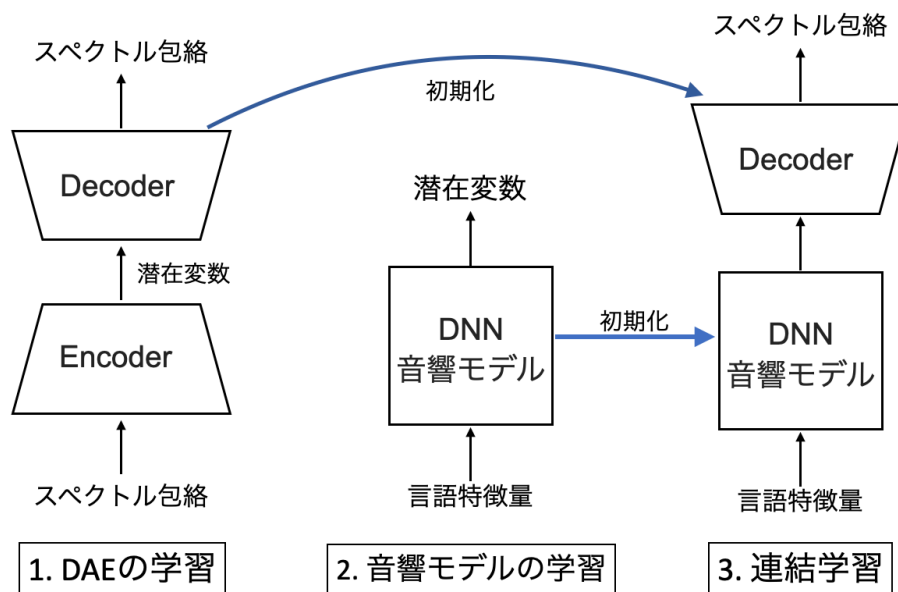 スペクトル包絡
Decoder
潜在変数
Encoder
スペクトル包絡
1. DAEの学習
初期化
潜在変数
DNN
音響モデル
言語特徴量
2. 音響モデルの学習
初期化
スペクトル包絡
Decoder
DNN
音響モデル
言語特徴量
3. 連結学習